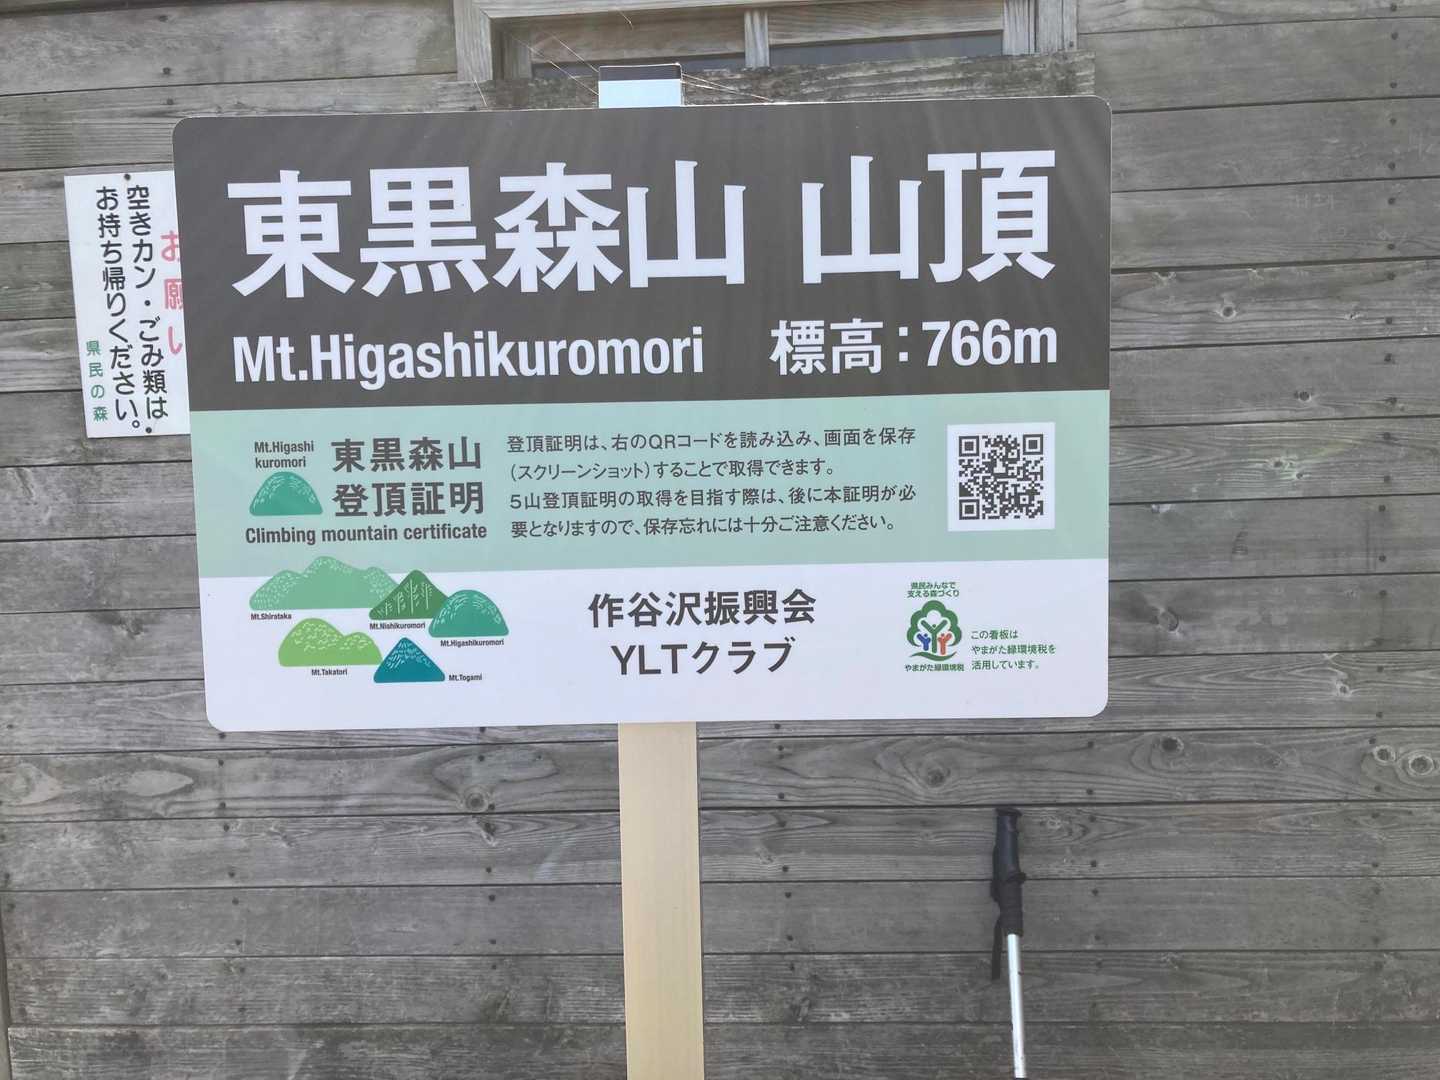 東黒森山 山頂
Mt.Higashikuromori 標高：766m
Mt.Higashi
kuromori
東黒森山
登頂証明
Climbing mountain certificate
登頂証明は、右のQRコードを読み込み、画面を保存
（スクリーンショット）することで取得できます。
5山登頂証明の取得を目指す際は、後に本証明が必
要となりますので、保存忘れには十分ご注意ください。
Mt.Shirataka
Mt.Nishikuromori
Mt.Higashikuromori
Mt.Takatori
Mt.Togami
作谷沢振興会
YLTクラブ
県民みんなで
支える森づくり
やまがた緑環境税
この看板は
やまがた緑環境税を
活用しています。
お願い
空きカン・ごみ類は
お持ち帰りください。
県民の森